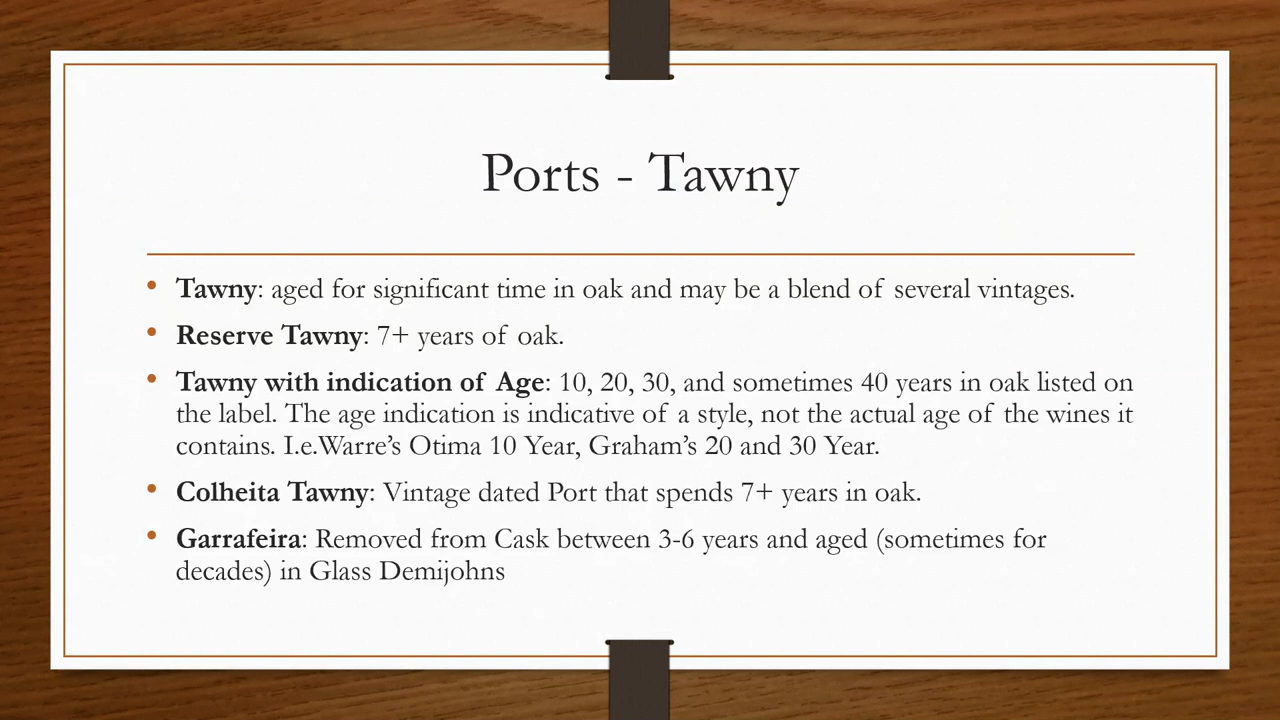 Ports - Tawny
• Tawny: aged for significant time in oak and may be a blend of several vintages.
• Reserve Tawny: 7+ years of oak.
• Tawny with indication of Age: 10, 20, 30, and sometimes 40 years in oak listed on
the label. The age indication is indicative of a style, not the actual age of the wines it
contains. I.e.Warre’s Otima 10 Year, Graham’s 20 and 30 Year.
• Colheita Tawny: Vintage dated Port that spends 7+ years in oak.
• Garrafeira: Removed from Cask between 3-6 years and aged (sometimes for
decades) in Glass Demijohns